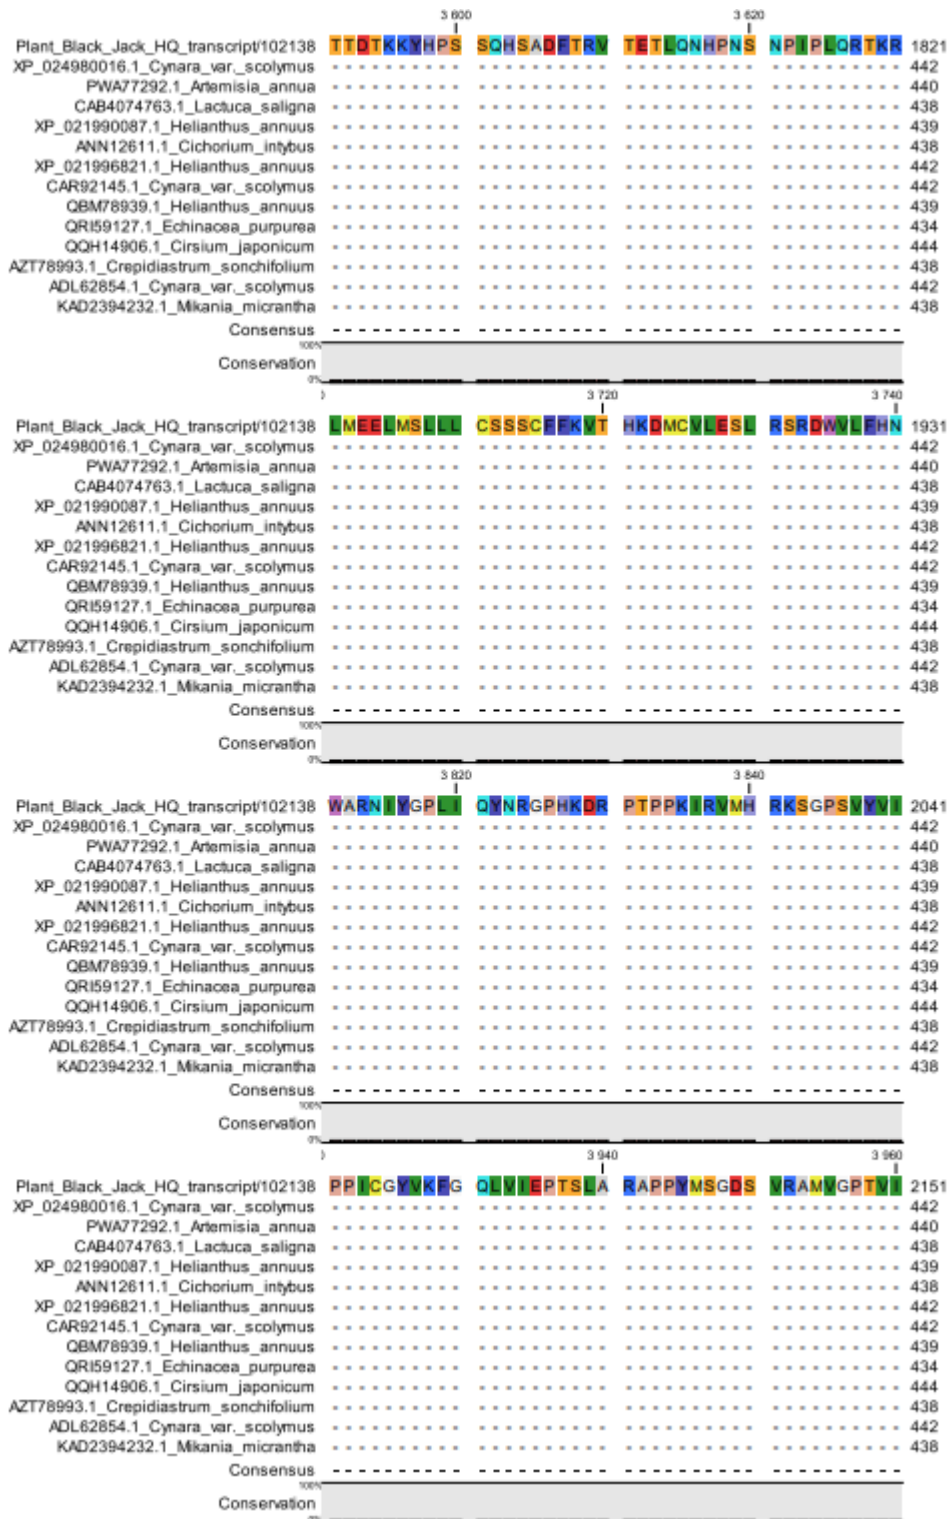 3 600 3 620
Plant_Black_Jack_HQ_transcript/102138 TTDTKKYHPS SQHSADFTRV TETLQNHPNS NPIPLQRTKR 1821
XP_024980016.1_Cynara_var._scolymus 442
PWA77292.1_Artemisia_annua 440
CAB4074763.1_Lactuca_saligna 438
XP_021990087.1_Helianthus_annuus 439
ANN12611.1_Cichorium_intybus 438
XP_021996821.1_Helianthus_annuus 442
CAR92145.1_Cynara_var._scolymus 442
QBM78939.1_Helianthus_annuus 439
QRI59127.1_Echinacea_purpurea 434
QQH14906.1_Cirsium_japonicum 444
AZT78993.1_Crepidiastrum_sonchifolium 438
ADL62854.1_Cynara_var._scolymus 442
KAD2394232.1_Mikania_micrantha 438
Consensus
100%
Conservation
0%
3 720 3 740
Plant_Black_Jack_HQ_transcript/102138 LMEELMSLLL CSSSCFFKVT HKDMCVLESL RSRDWVLFHN 1931
XP_024980016.1_Cynara_var._scolymus 442
PWA77292.1_Artemisia_annua 440
CAB4074763.1_Lactuca_saligna 438
XP_021990087.1_Helianthus_annuus 439
ANN12611.1_Cichorium_intybus 438
XP_021996821.1_Helianthus_annuus 442
CAR92145.1_Cynara_var._scolymus 442
QBM78939.1_Helianthus_annuus 439
QRI59127.1_Echinacea_purpurea 434
QQH14906.1_Cirsium_japonicum 444
AZT78993.1_Crepidiastrum_sonchifolium 438
ADL62854.1_Cynara_var._scolymus 442
KAD2394232.1_Mikania_micrantha 438
Consensus
100%
Conservation
0%
3 820 3 840
Plant_Black_Jack_HQ_transcript/102138 WARNIYGPLI QYNRGPHKDR PTPPKIRVMH RKSGPSVYVI 2041
XP_024980016.1_Cynara_var._scolymus 442
PWA77292.1_Artemisia_annua 440
CAB4074763.1_Lactuca_saligna 438
XP_021990087.1_Helianthus_annuus 439
ANN12611.1_Cichorium_intybus 438
XP_021996821.1_Helianthus_annuus 442
CAR92145.1_Cynara_var._scolymus 442
QBM78939.1_Helianthus_annuus 439
QRI59127.1_Echinacea_purpurea 434
QQH14906.1_Cirsium_japonicum 444
AZT78993.1_Crepidiastrum_sonchifolium 438
ADL62854.1_Cynara_var._scolymus 442
KAD2394232.1_Mikania_micrantha 438
Consensus
100%
Conservation
0%
3 940 3 960
Plant_Black_Jack_HQ_transcript/102138 PPICGYVKFG QLVIEPTSLA RAPPYMSGDS VRAMVGPTVI 2151
XP_024980016.1_Cynara_var._scolymus 442
PWA77292.1_Artemisia_annua 440
CAB4074763.1_Lactuca_saligna 438
XP_021990087.1_Helianthus_annuus 439
ANN12611.1_Cichorium_intybus 438
XP_021996821.1_Helianthus_annuus 442
CAR92145.1_Cynara_var._scolymus 442
QBM78939.1_Helianthus_annuus 439
QRI59127.1_Echinacea_purpurea 434
QQH14906.1_Cirsium_japonicum 444
AZT78993.1_Crepidiastrum_sonchifolium 438
ADL62854.1_Cynara_var._scolymus 442
KAD2394232.1_Mikania_micrantha 438
Consensus
100%
Conservation